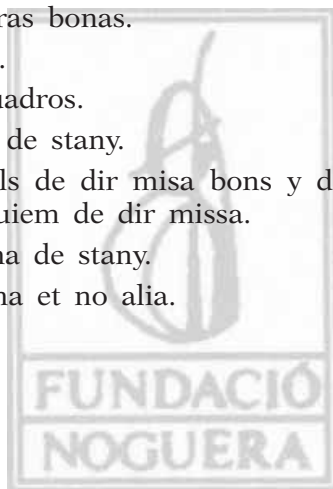 ras bonas.
.
uadros.
de stany.
ls de dir misa bons y d
uiem de dir missa.
na de stany.
na et no alia.
FUNDACIÓ
NOGUERA